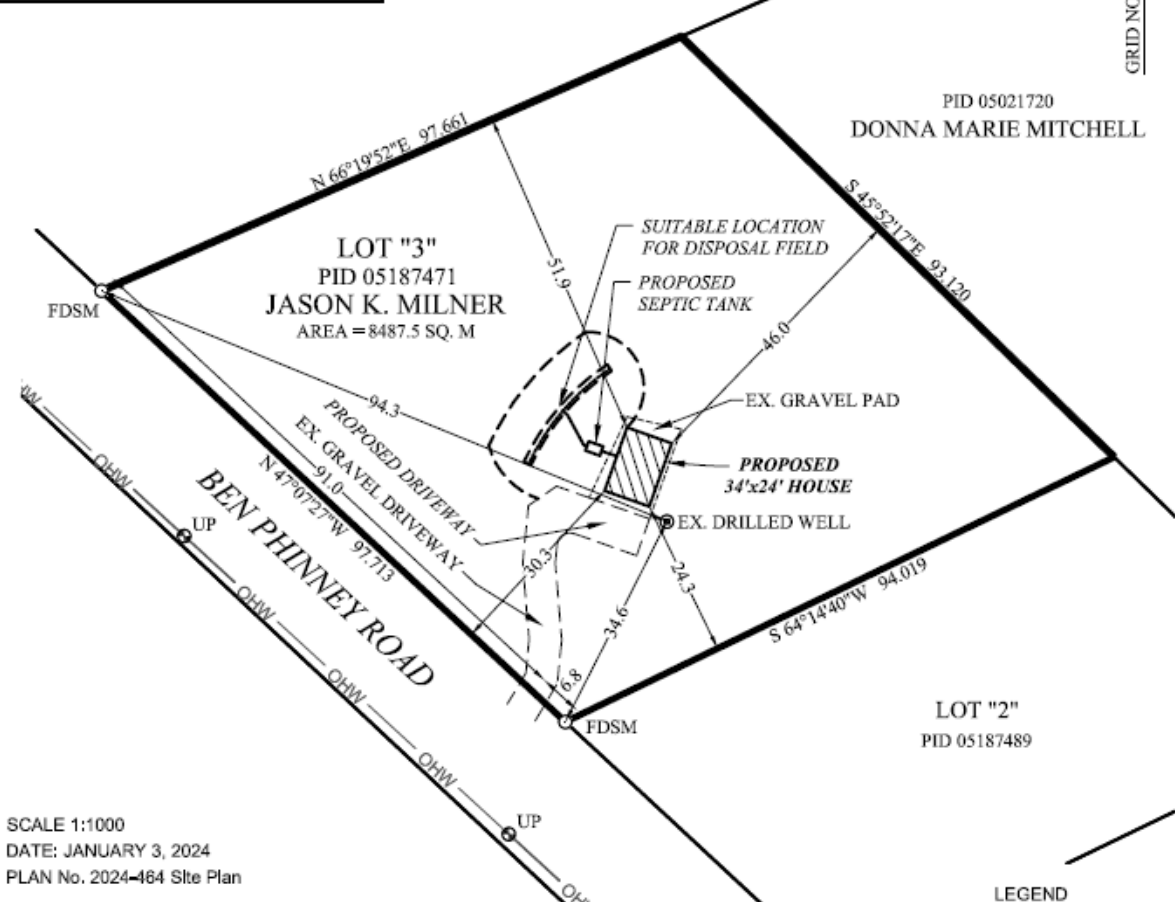 GRID NO
PID 05021720
DONNA MARIE MITCHELL
N 66°19'52"E 97.661
S 45°52'17"E 93.120
SUITABLE LOCATION
FOR DISPOSAL FIELD
LOT "3"
PID 05187471
JASON K. MILNER
AREA = 8487.5 SQ. M
51.9
PROPOSED
SEPTIC TANK
FDSM
46.0
94.3
EX. GRAVEL PAD
PROPOSED DRIVEWAY
EX. GRAVEL DRIVEWAY
PROPOSED
34'x24' HOUSE
OHW
N 47°07'27"W 97.713
91.0
BEN PHINNEY ROAD
UP
EX. DRILLED WELL
30.3
24.3
34.6
S 64°14'40"W 94.019
OHW
6.8
OHW
FDSM
LOT "2"
PID 05187489
OHW
UP
SCALE 1:1000
DATE: JANUARY 3, 2024
PLAN No. 2024-464 Site Plan
LEGEND